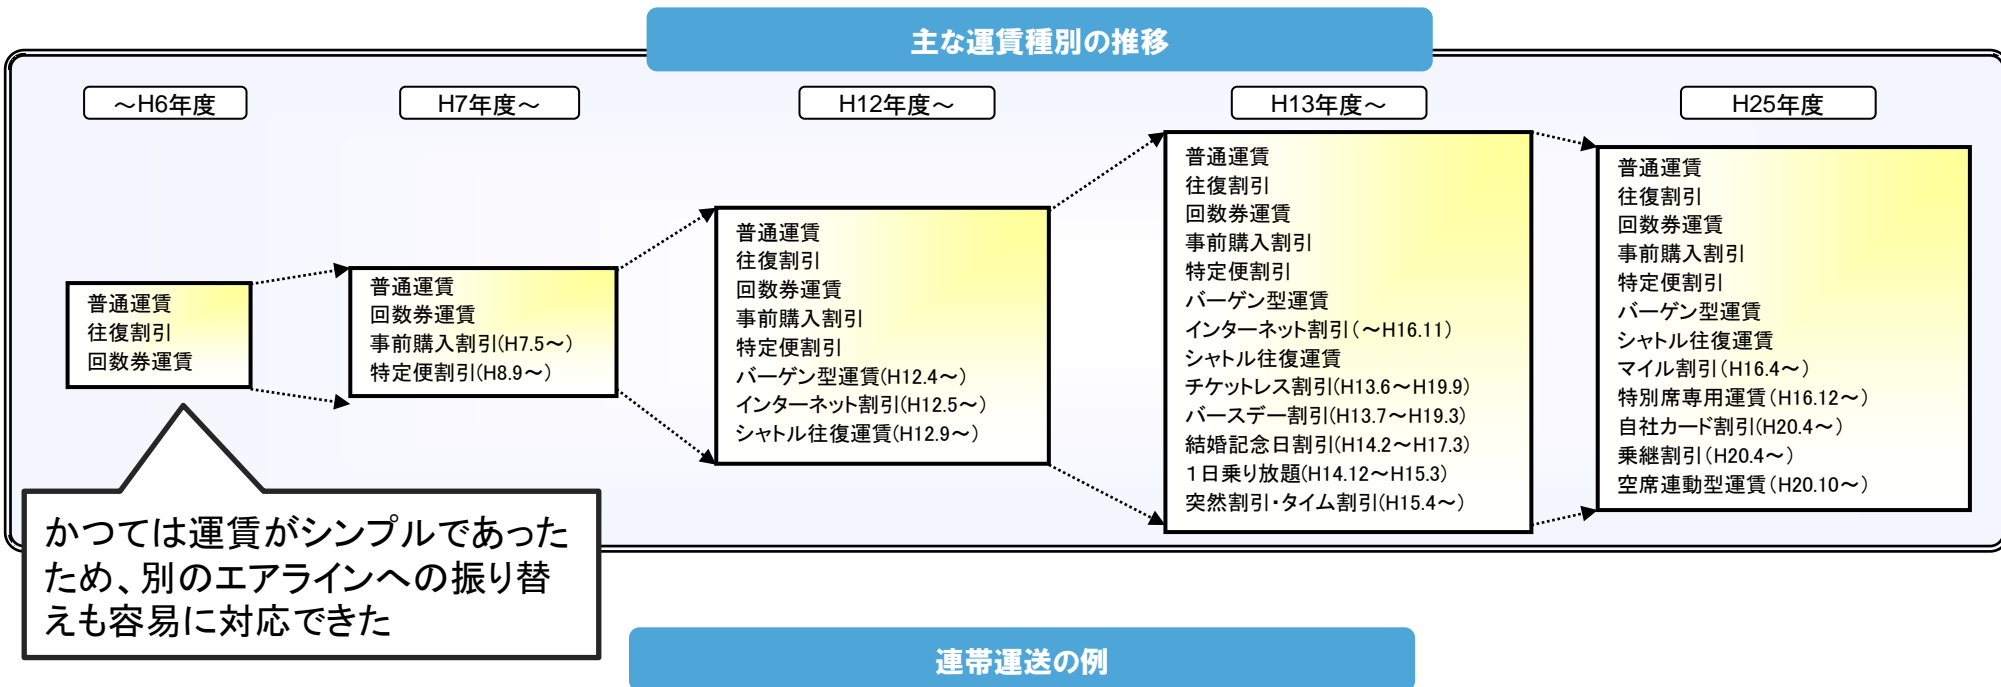 主な運賃種別の推移
～H6年度
普通運賃
往復割引
回数券運賃
かつては運賃がシンプルであった
ため、別のエアラインへの振り替
えも容易に対応できた
H7年度～
普通運賃
回数券運賃
事前購入割引(H7.5～)
特定便割引(H8.9～)
H12年度～
普通運賃
往復割引
回数券運賃
事前購入割引
特定便割引
バーゲン型運賃(H12.4～)
インターネット割引(H12.5～)
シャトル往復運賃(H12.9～)
H13年度～
普通運賃
往復割引
回数券運賃
事前購入割引
特定便割引
バーゲン型運賃
インターネット割引(～H16.11)
シャトル往復運賃
チケットレス割引(H13.6～H19.9)
バースデー割引(H13.7～H19.3)
結婚記念日割引(H14.2～H17.3)
１日乗り放題(H14.12～H15.3)
突然割引・タイム割引(H15.4～)
H25年度
普通運賃
往復割引
回数券運賃
事前購入割引
特定便割引
バーゲン型運賃
シャトル往復運賃
マイル割引(H16.4～)
特別席専用運賃(H16.12～)
自社カード割引(H20.4～)
乗継割引(H20.4～)
空席連動型運賃(H20.10～)
連帯運送の例